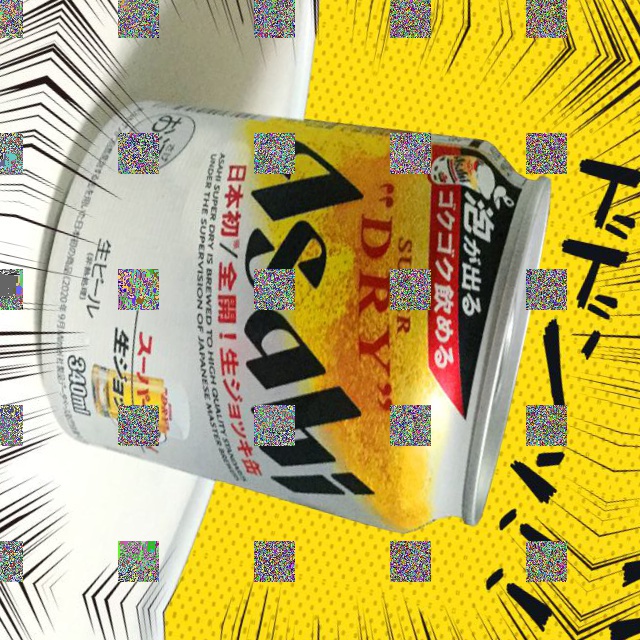 泡が出る
ゴクゴク飲める
SUPER
"DRY"
Asahi
日本初 / 全開!生ジョッキ缶
ASAHI SUPER DRY IS BREWED TO HIGH QUALITY STANDARDS
UNDER THE SUPERVISION OF JAPANESE MASTER BREWERS
スーパー
生ジョッ
生ビール
340ml
お酒
ドドーン